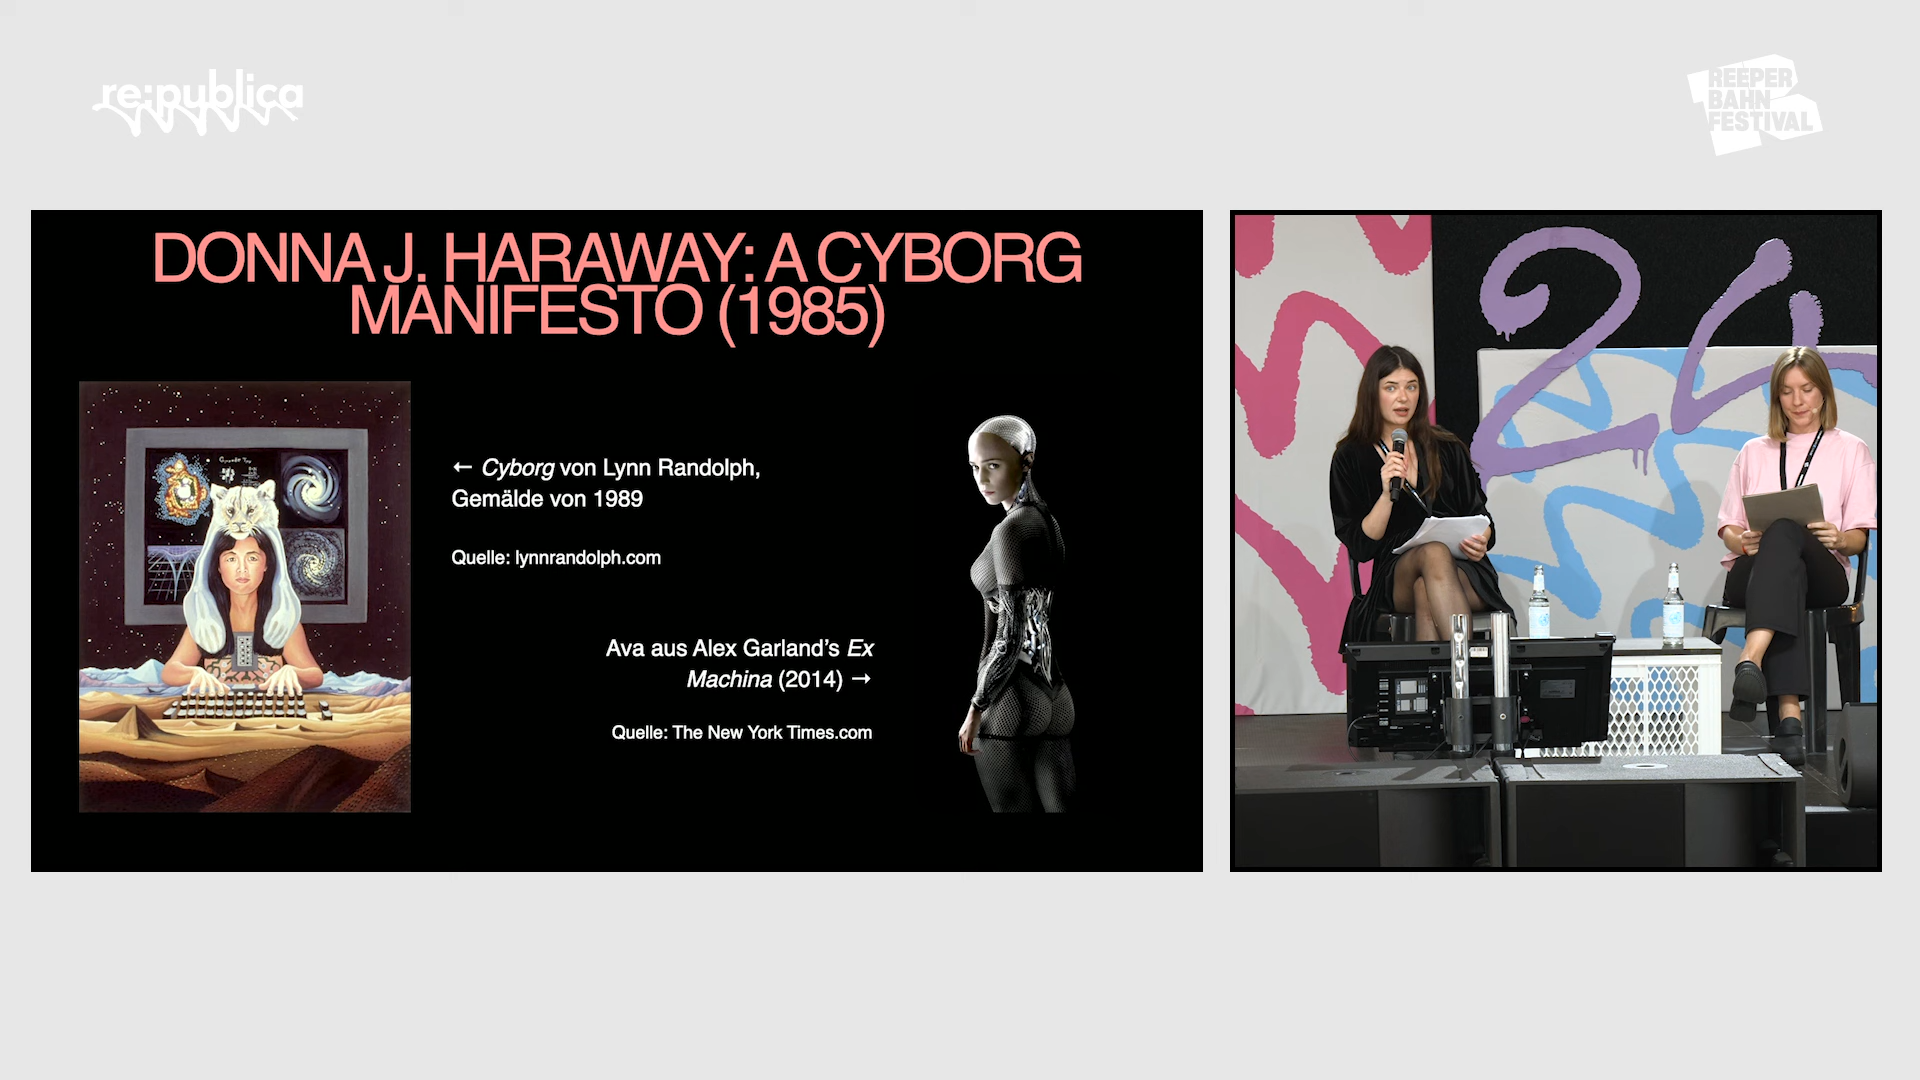 re:publica
REEPER
BAHN
FESTIVAL
DONNA J. HARAWAY: A CYBORG
MANIFESTO (1985)
← Cyborg von Lynn Randolph,
Gemälde von 1989
Quelle: lynnrandolph.com
Ava aus Alex Garland’s Ex
Machina (2014) →
Quelle: The New York Times.com
24